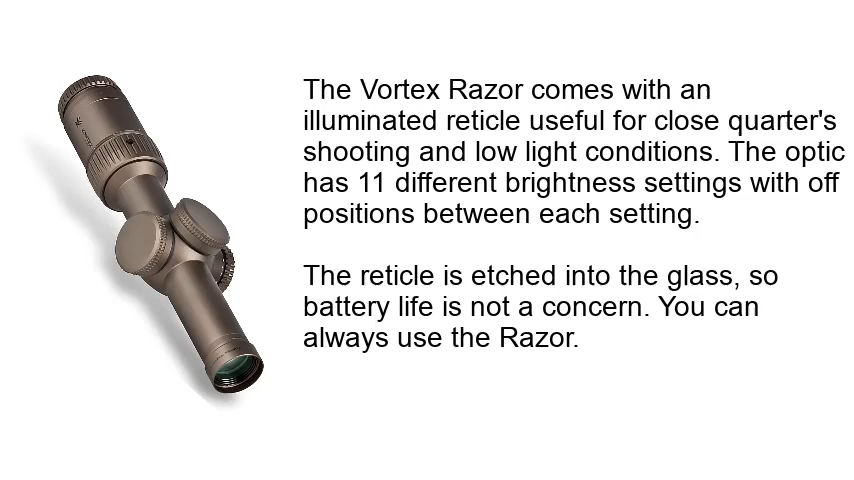 The Vortex Razor comes with an
illuminated reticle useful for close quarter's
shooting and low light conditions. The optic
has 11 different brightness settings with off
positions between each setting.
The reticle is etched into the glass, so
battery life is not a concern. You can
always use the Razor.